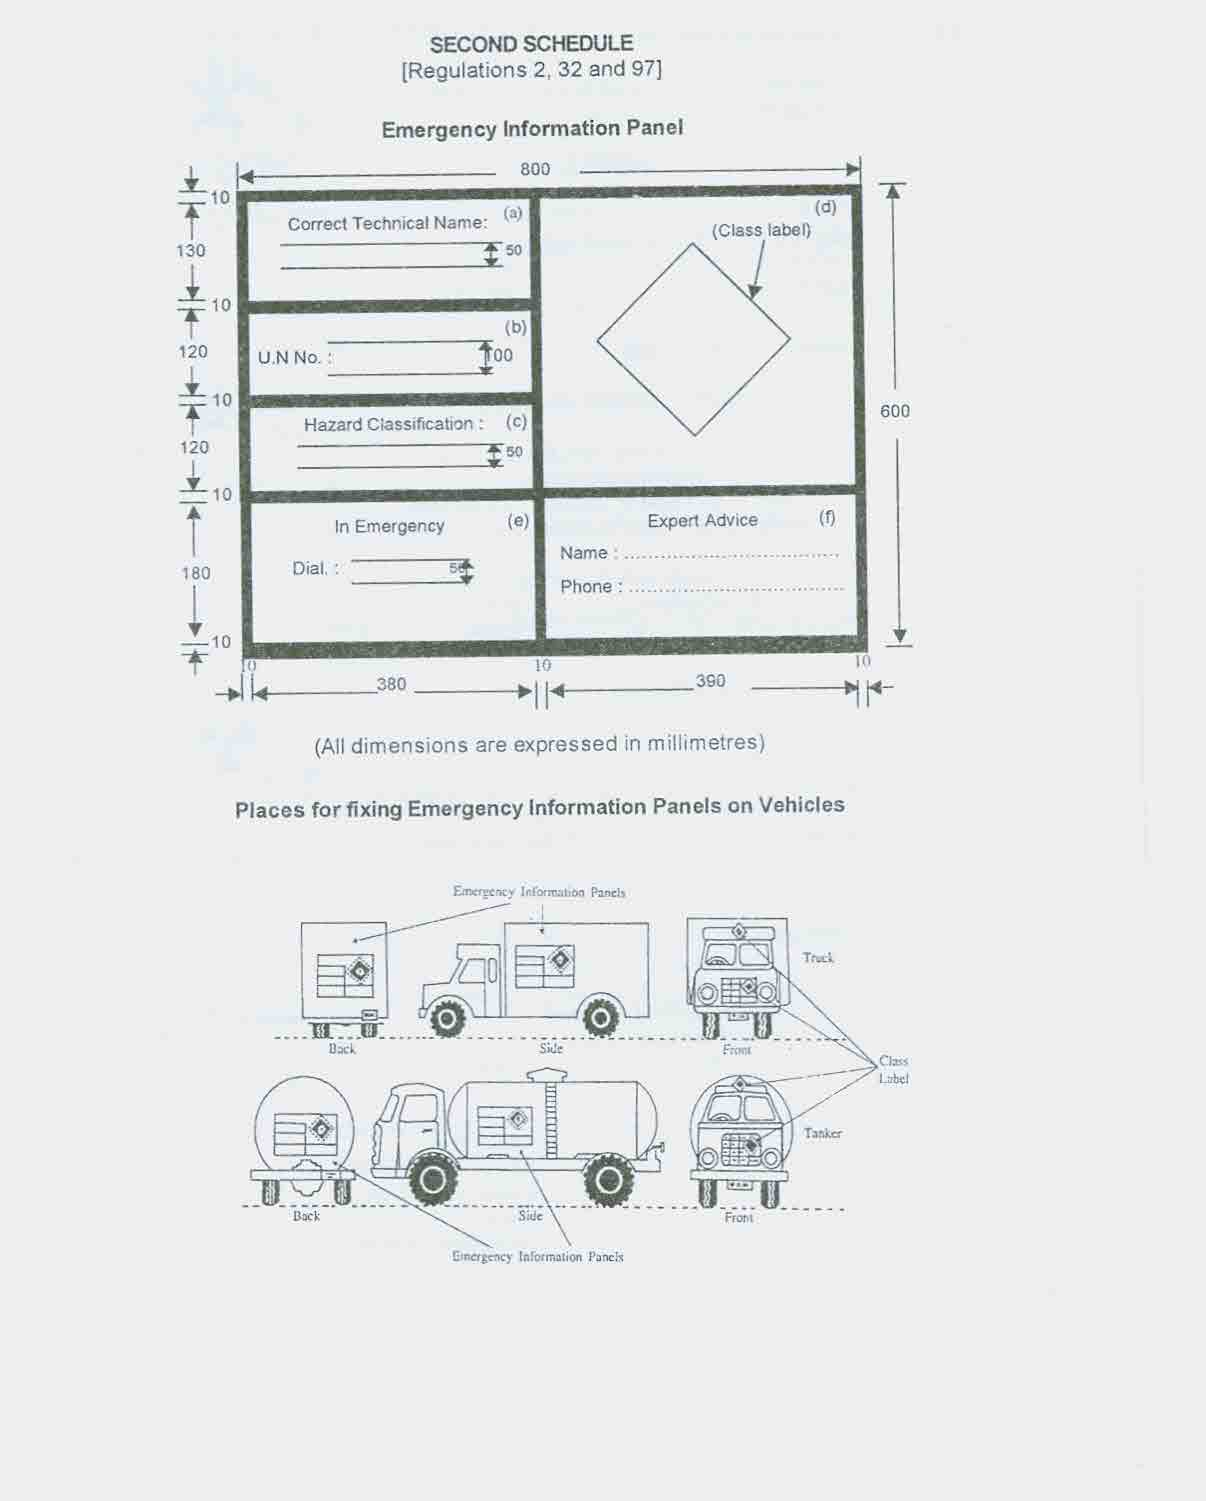 SECOND SCHEDULE
[Regulations 2, 32 and 97]
Emergency Information Panel
800
10
130
10
120
10
120
10
180
10
Correct Technical Name: (a)
50
(b)
U.N No. : 100
Hazard Classification : (c)
50
(d)
(Class label)
600
In Emergency (e)
Dial. : 50
Expert Advice (f)
Name : ........................................
Phone : ........................................
10 10 10
380 390
(All dimensions are expressed in millimetres)
Places for fixing Emergency Information Panels on Vehicles
Emergency Information Panels
Truck
Back Side Front
Class
Label
Tanker
Back Side Front
Emergency Information Panels